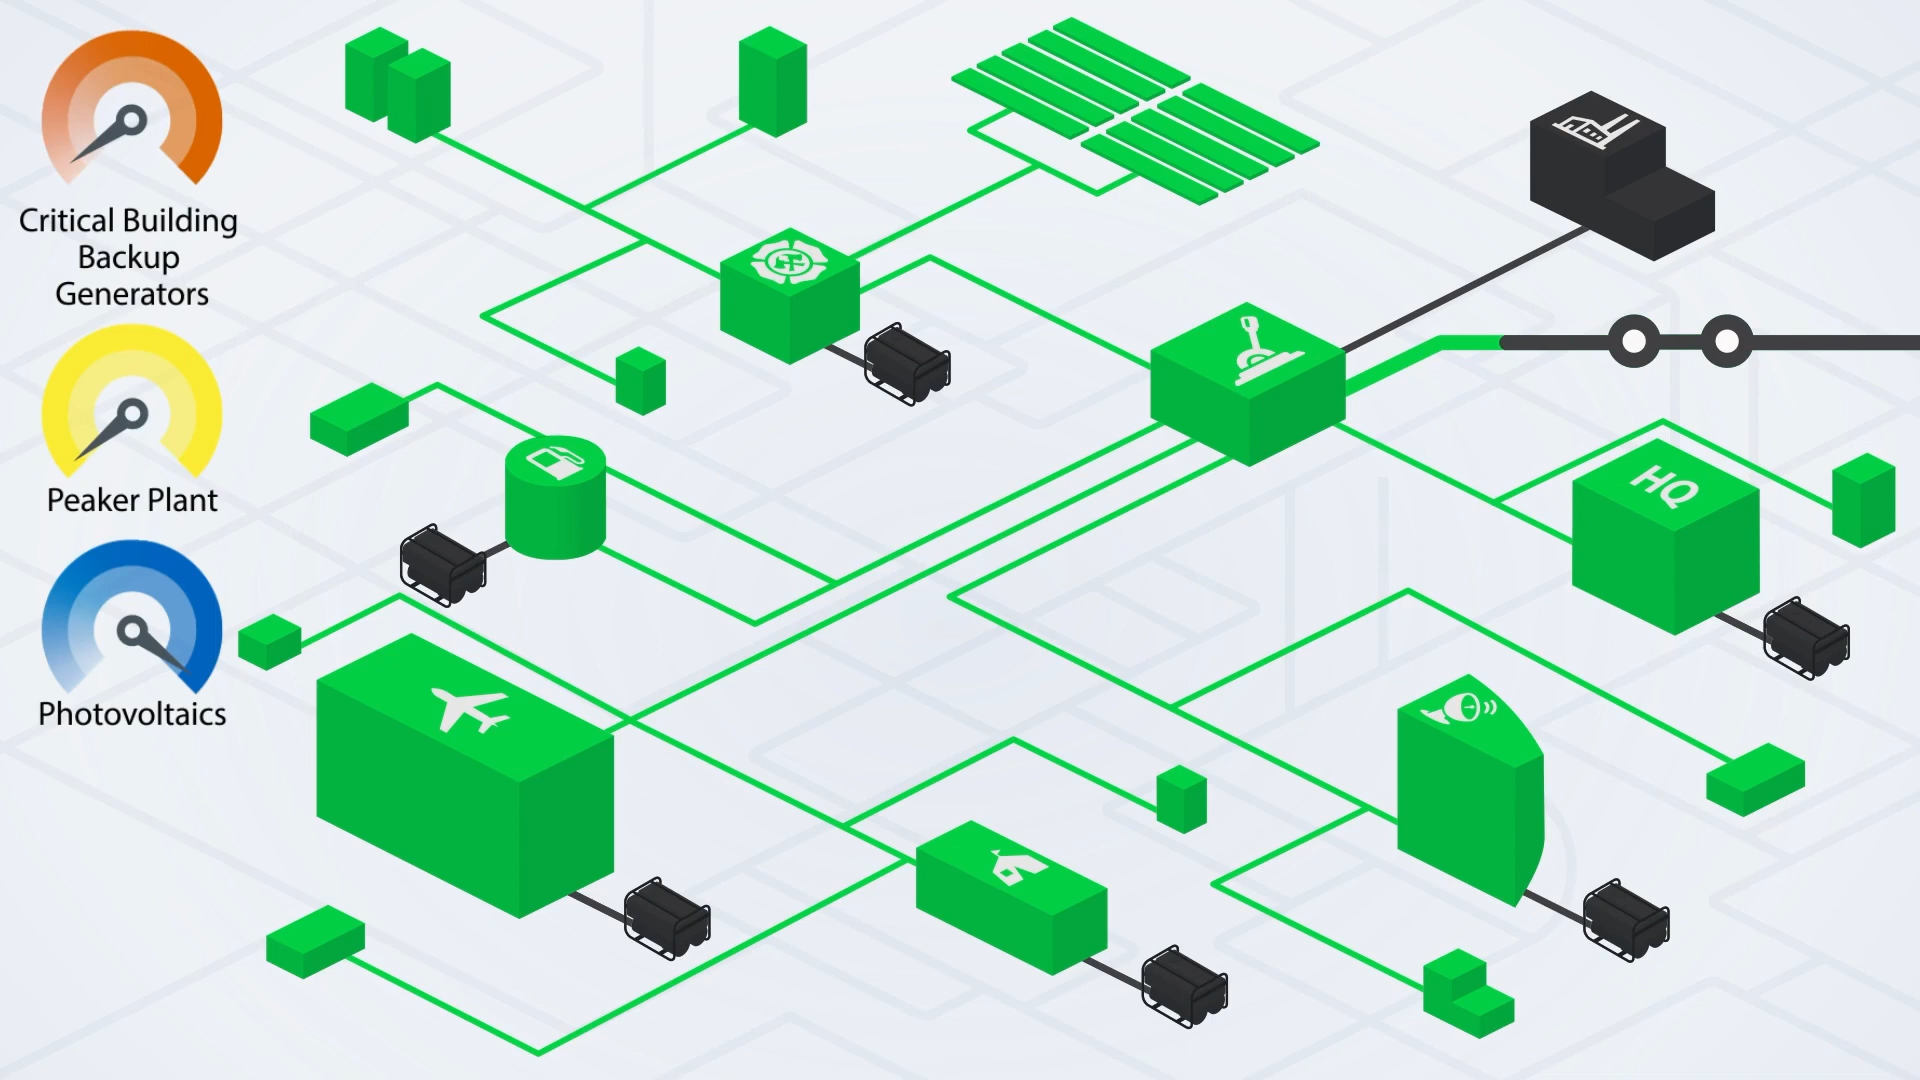 Critical Building
Backup
Generators
Peaker Plant
Photovoltaics
HQ